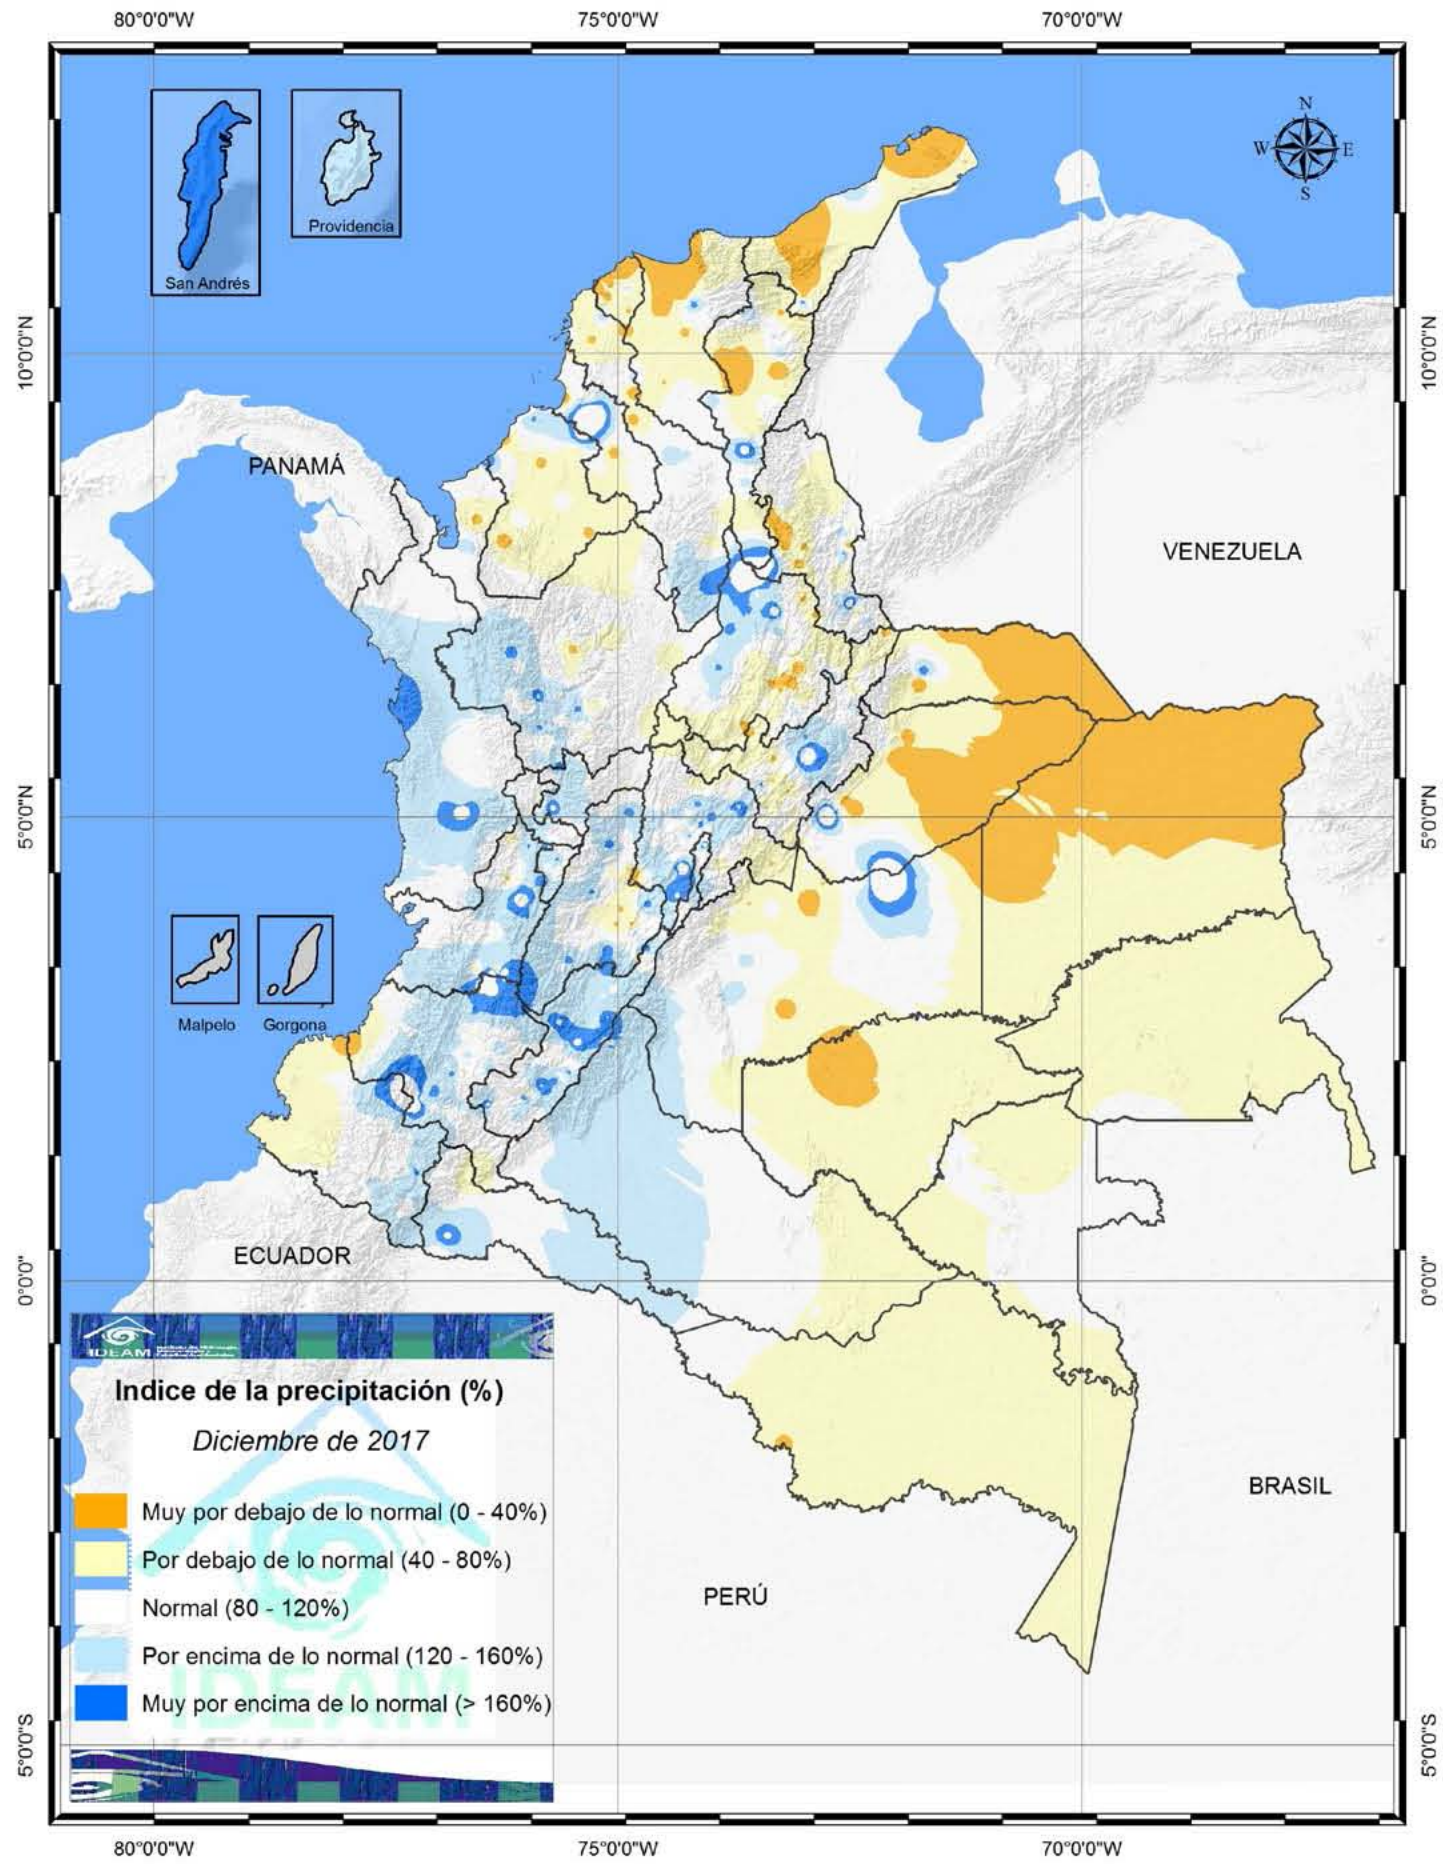 80°0'0"W
75°0'0"W
70°0'0"W
N
W
E
S
San Andrés
Providencia
10°0'0"N
10°0'0"N
PANAMÁ
VENEZUELA
5°0'0"N
5°0'0"N
Malpelo
Gorgona
ECUADOR
0°0'0"
0°0'0"
IDEAM
Indice de la precipitación (%)
Diciembre de 2017
Muy por debajo de lo normal (0 - 40%)
Por debajo de lo normal (40 - 80%)
Normal (80 - 120%)
Por encima de lo normal (120 - 160%)
Muy por encima de lo normal (> 160%)
IDEAM
BRASIL
PERÚ
5°0'0"S
5°0'0"S
80°0'0"W
75°0'0"W
70°0'0"W